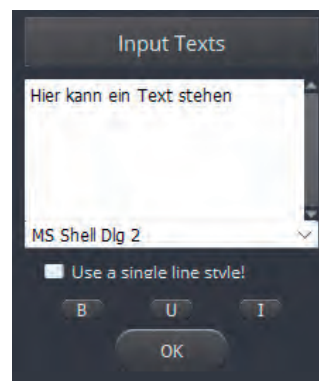 Input Texts
Hier kann ein Text stehen
MS Shell Dlg 2
Use a single line style!
B U I
OK